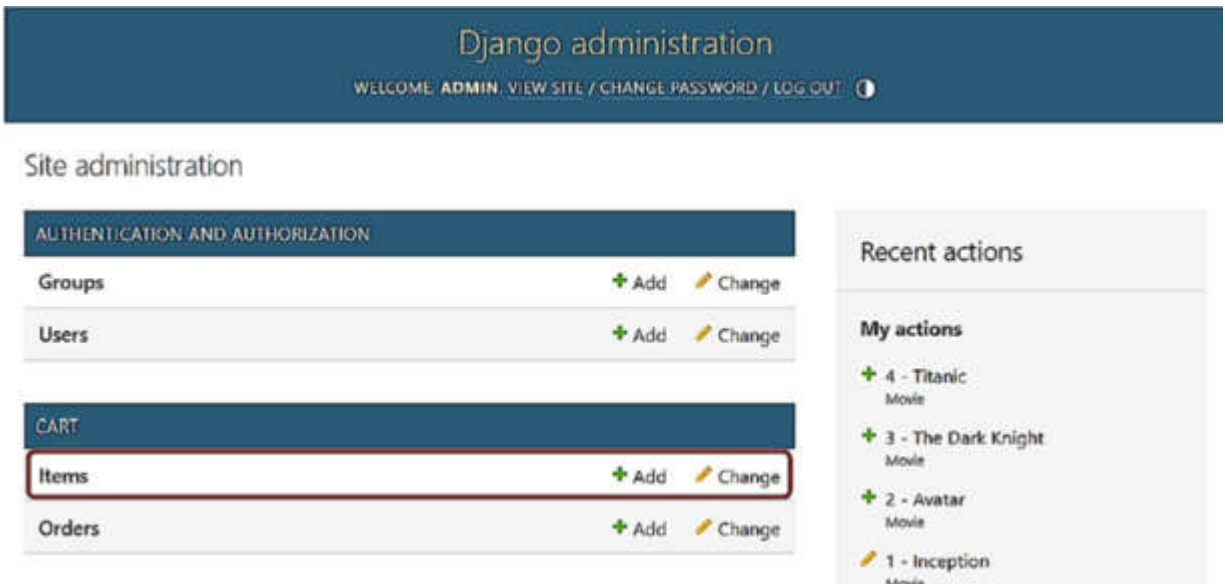 Django administration
WELCOME, ADMIN. VIEW SITE / CHANGE PASSWORD / LOG OUT
Site administration
AUTHENTICATION AND AUTHORIZATION
Groups + Add Change
Users + Add Change
CART
Items + Add Change
Orders + Add Change
Recent actions
My actions
+ 4 - Titanic
Movie
+ 3 - The Dark Knight
Movie
+ 2 - Avatar
Movie
1 - Inception
Movie